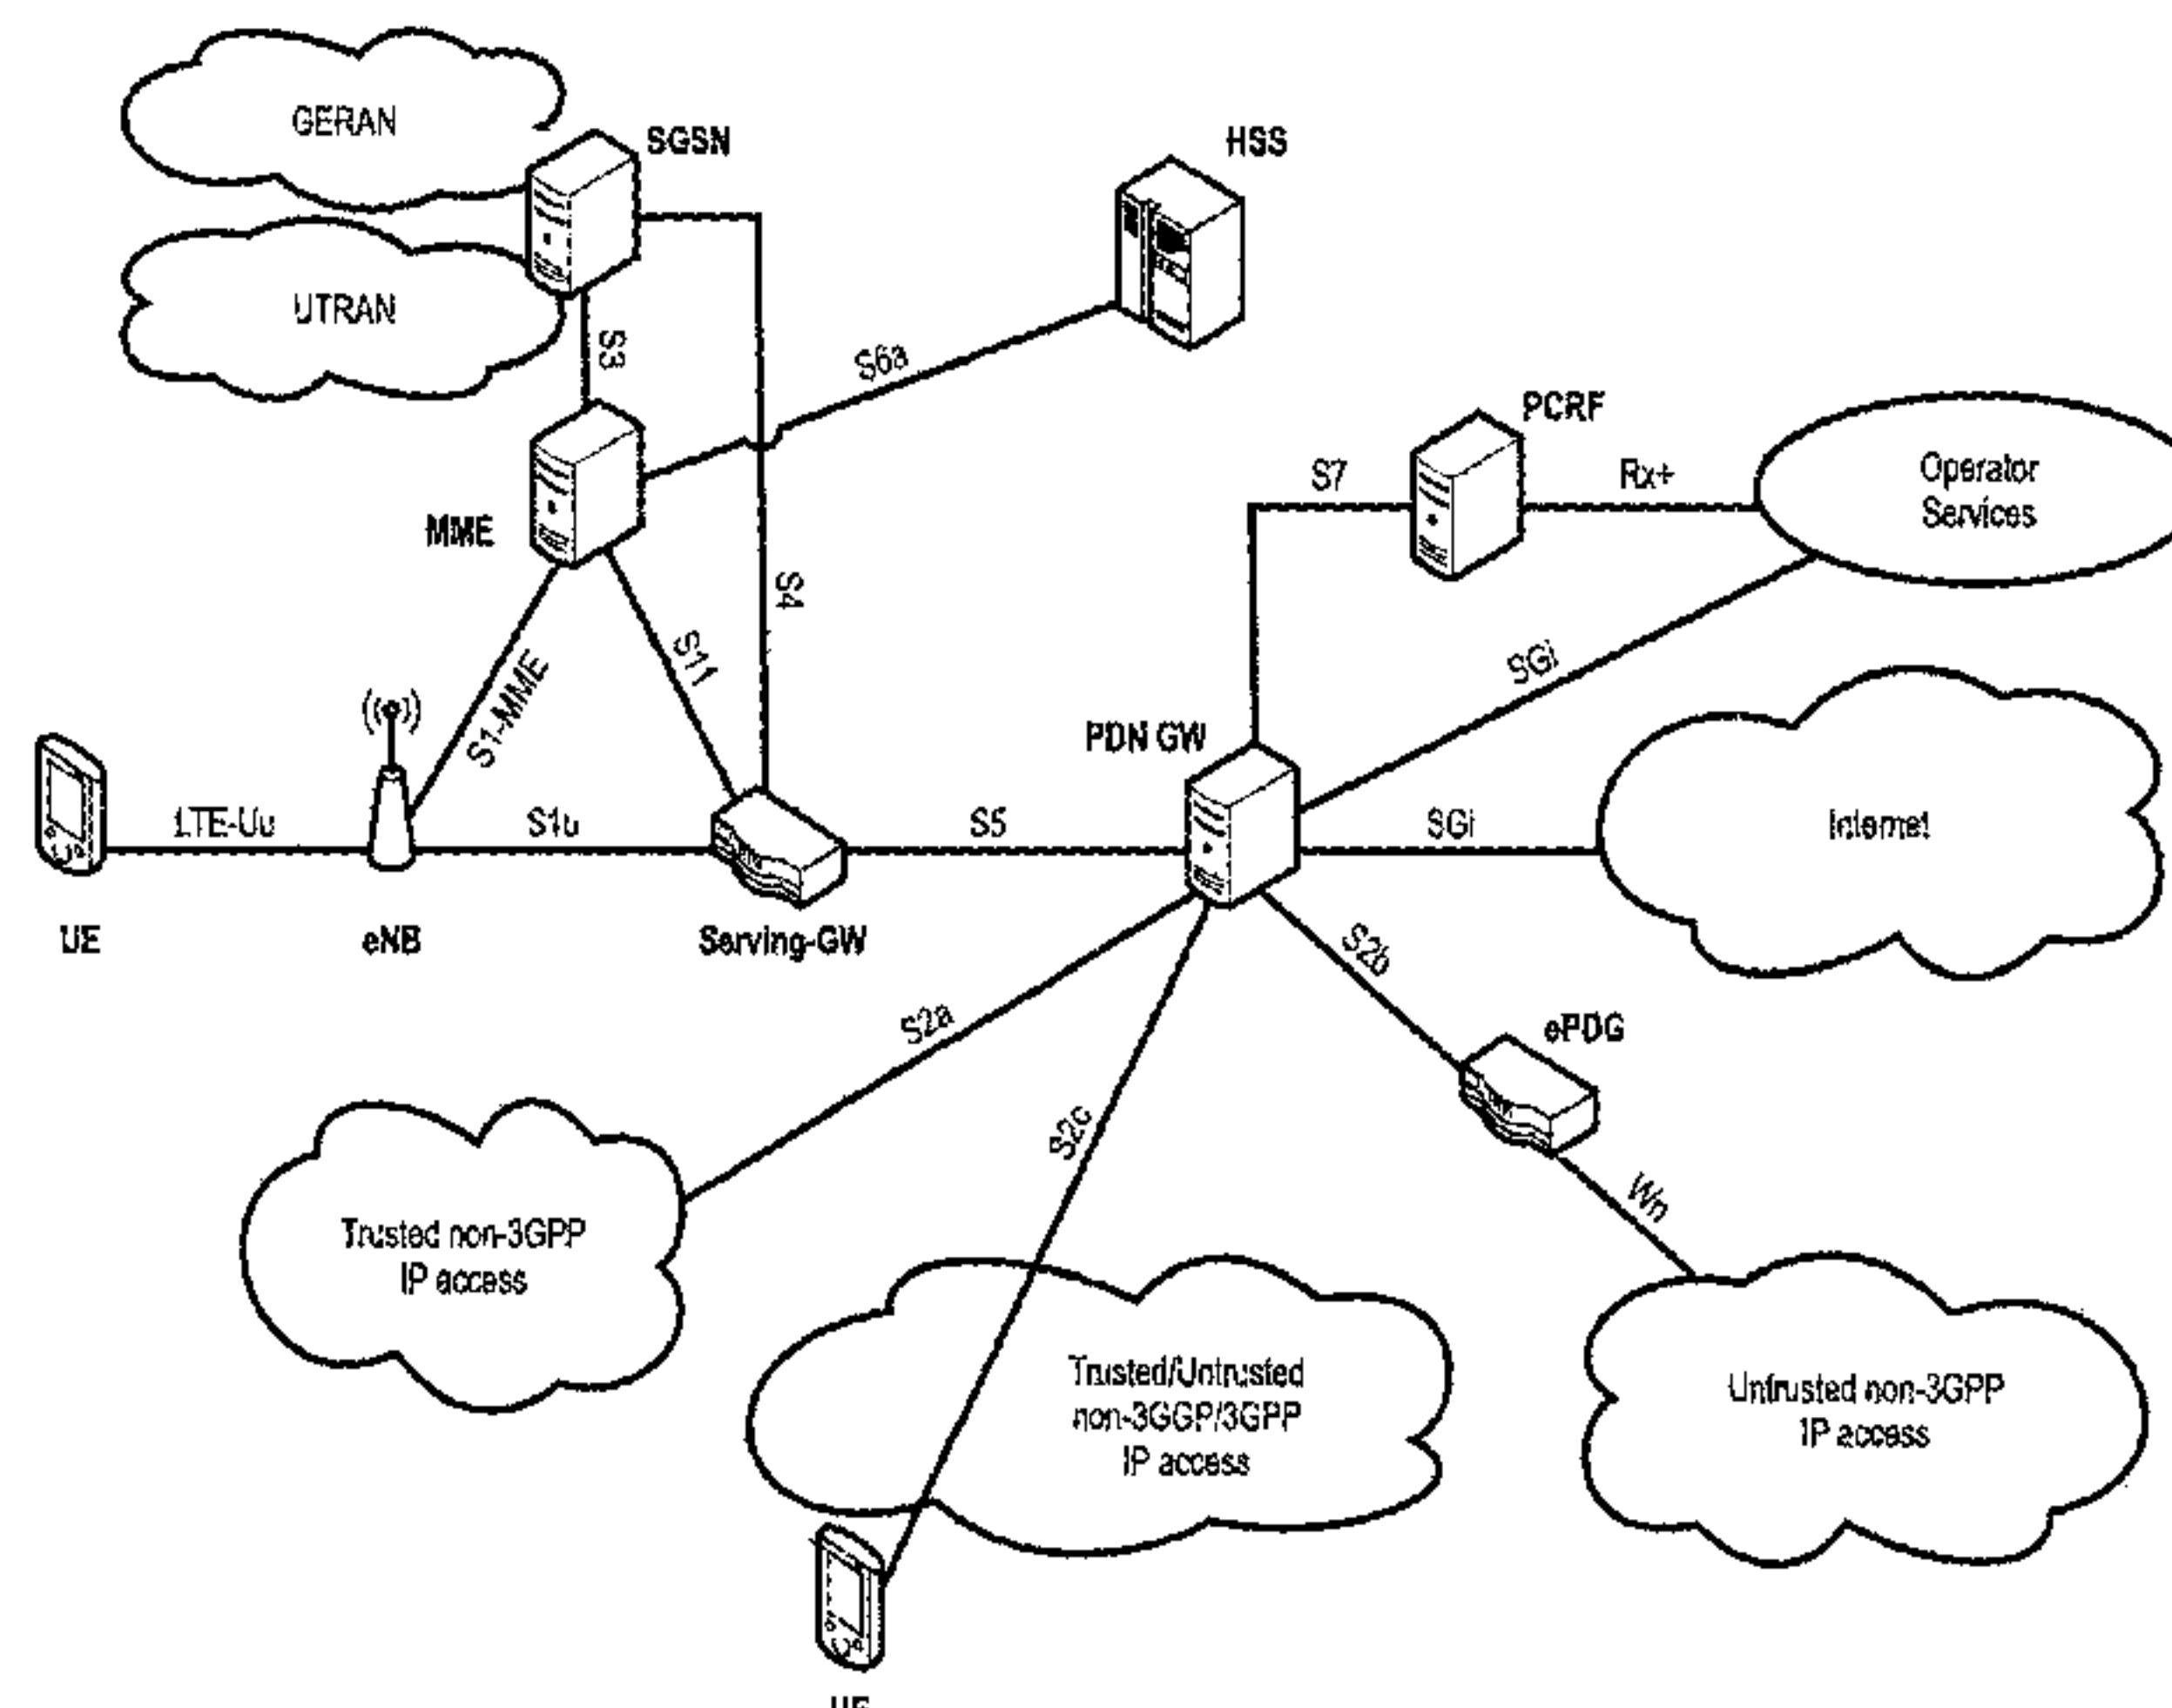 GERAN
SGSN
HSS
UTRAN
S3
S6a
PCRF
S7
Rx+
Operator
Services
MME
S4
S11
S1-MME
SGi
PDN GW
LTE-Uu
S1u
S5
SGi
Internet
UE
eNB
Serving-GW
S2b
S2a
ePDG
S2c
Wn
Trusted non-3GPP
IP access
Trusted/Untrusted
non-3GGP/3GPP
IP access
Untrusted non-3GPP
IP access